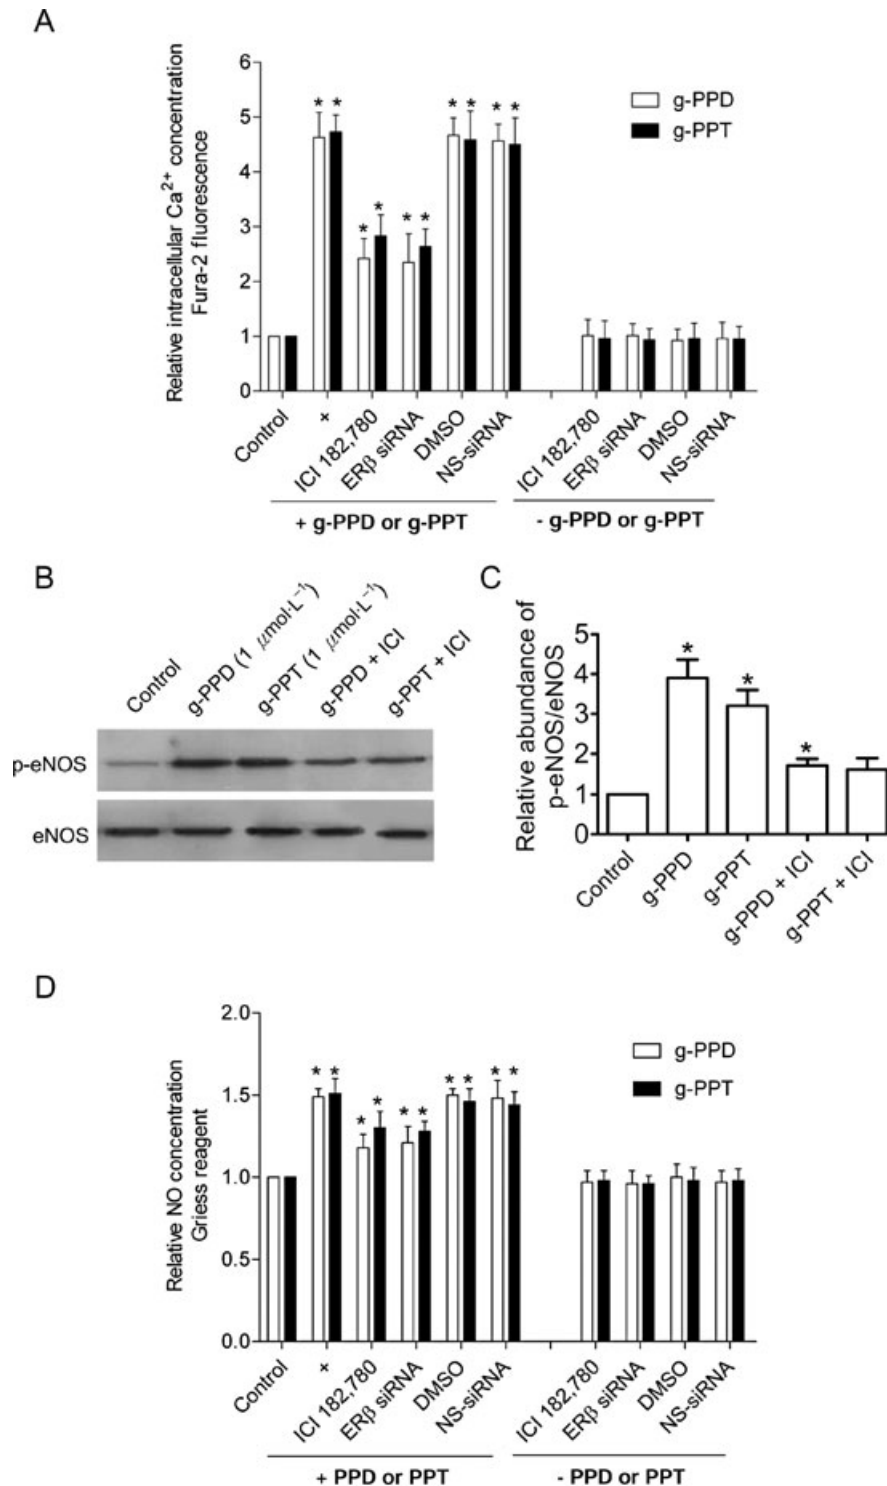 A
Relative intracellular Ca2+ concentration
Fura-2 fluorescence
6
5
4
3
2
1
0
* * * * * * * * * *
g-PPD
g-PPT
Control
+
ICI 182,780
ERβ siRNA
DMSO
NS-siRNA
ICI 182,780
ERβ siRNA
DMSO
NS-siRNA
+ g-PPD or g-PPT
- g-PPD or g-PPT
B
Control
g-PPD (1 μmol·L⁻¹)
g-PPT (1 μmol·L⁻¹)
g-PPD + ICI
g-PPT + ICI
p-eNOS
eNOS
C
Relative abundance of
p-eNOS/eNOS
5
4
3
2
1
0
* * *
Control
g-PPD
g-PPT
g-PPD + ICI
g-PPT + ICI
D
Relative NO concentration
Griess reagent
2.0
1.5
1.0
0.5
0.0
* * * * * * * * * *
g-PPD
g-PPT
Control
+
ICI 182,780
ERβ siRNA
DMSO
NS-siRNA
ICI 182,780
ERβ siRNA
DMSO
NS-siRNA
+ PPD or PPT
- PPD or PPT